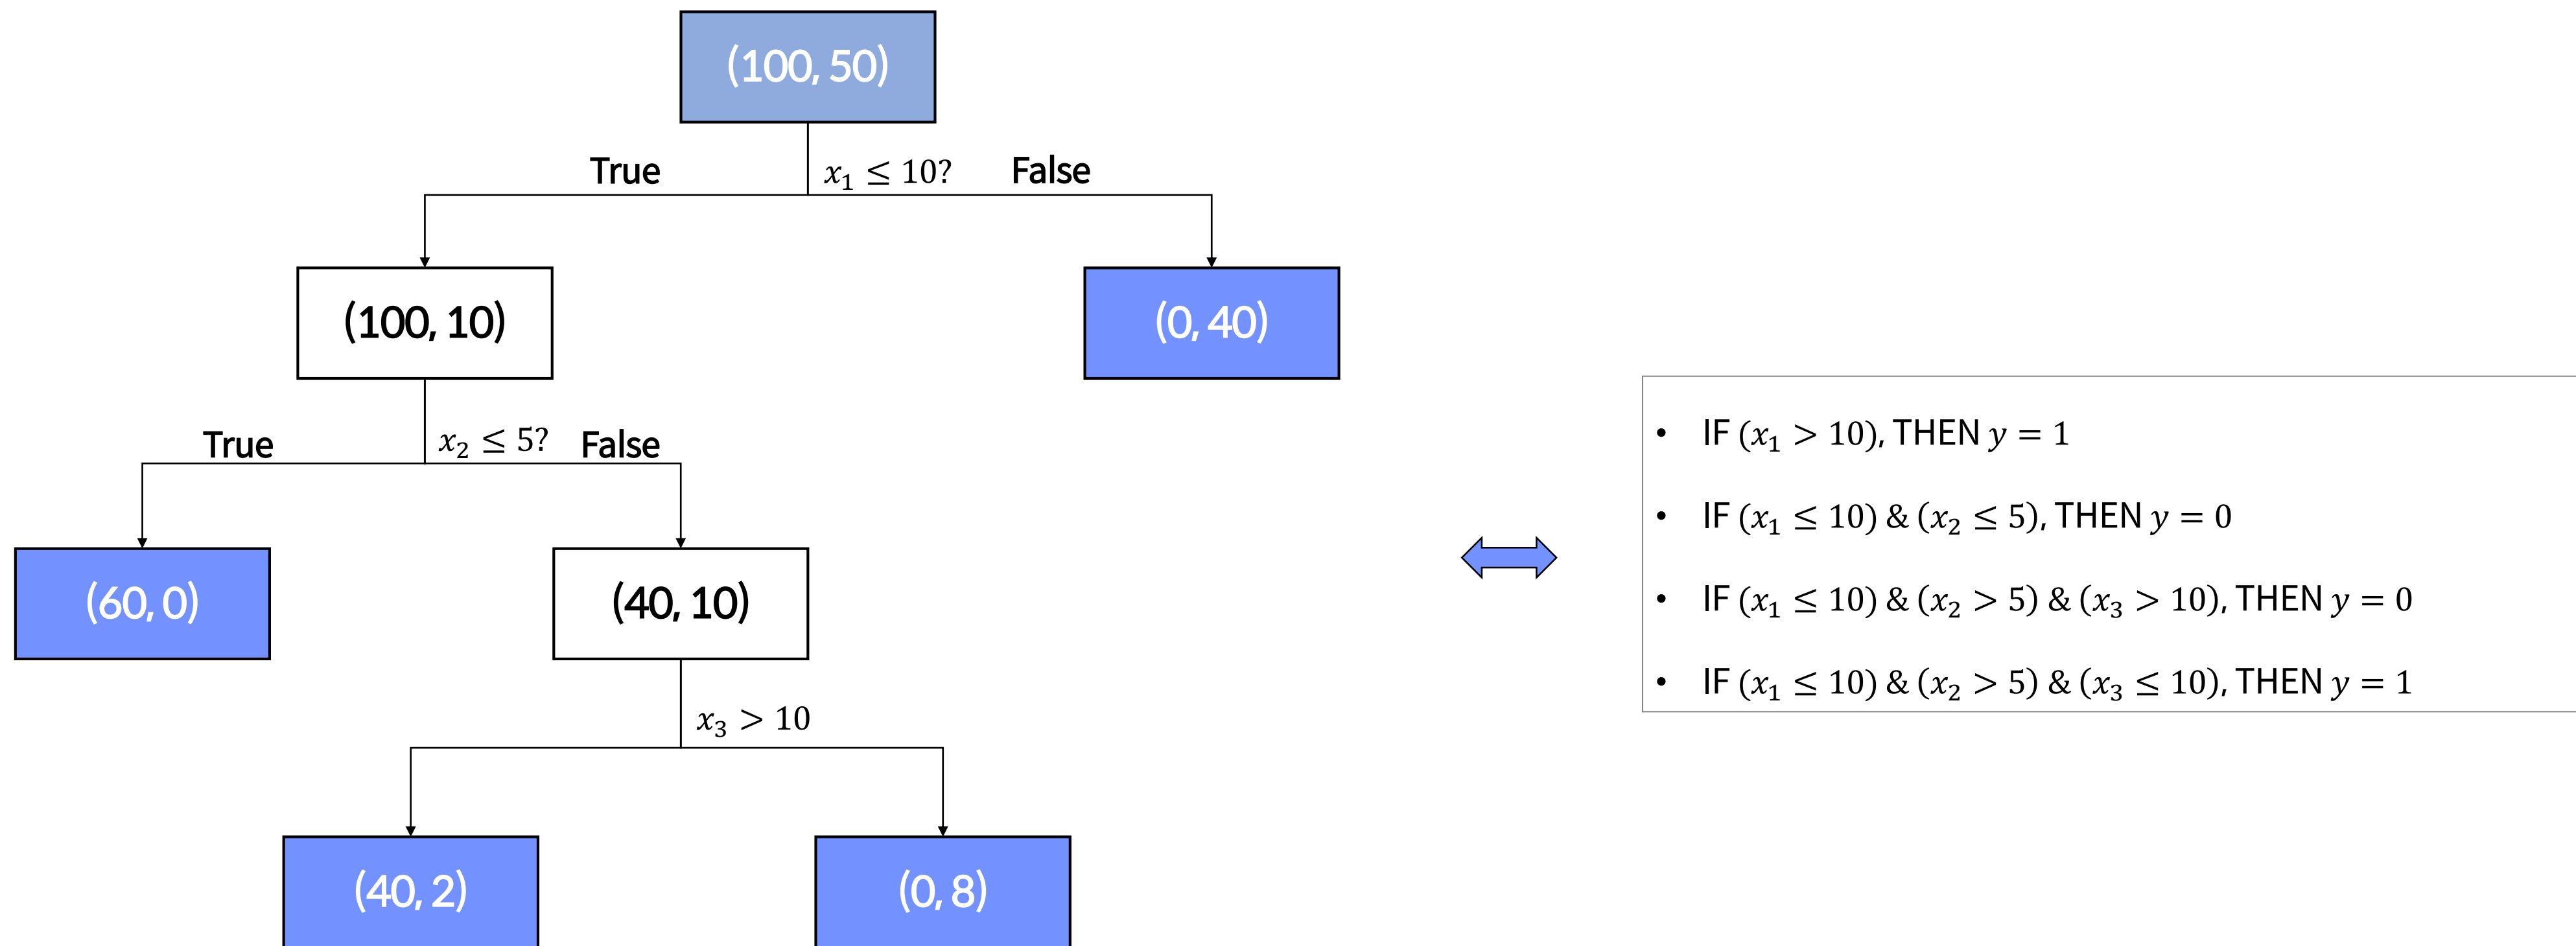 (100, 50)
True
x₁ ≤ 10?
False
(100, 10)
(0, 40)
True
x₂ ≤ 5?
False
(60, 0)
(40, 10)
x₃ > 10
(40, 2)
(0, 8)
• IF (x₁ > 10), THEN y = 1
• IF (x₁ ≤ 10) & (x₂ ≤ 5), THEN y = 0
• IF (x₁ ≤ 10) & (x₂ > 5) & (x₃ > 10), THEN y = 0
• IF (x₁ ≤ 10) & (x₂ > 5) & (x₃ ≤ 10), THEN y = 1